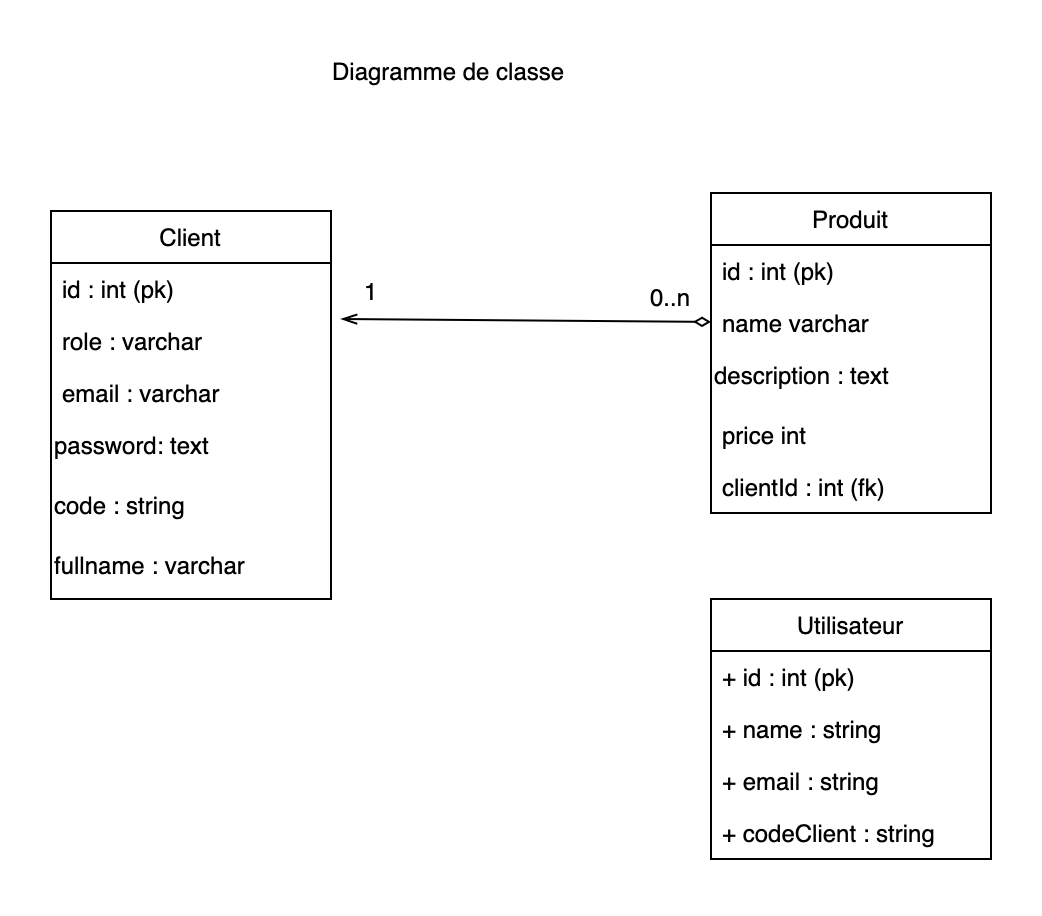 Diagramme de classe
Client
id : int (pk)
role : varchar
email : varchar
password: text
code : string
fullname : varchar
1
0..n
Produit
id : int (pk)
name varchar
description : text
price int
clientId : int (fk)
Utilisateur
+ id : int (pk)
+ name : string
+ email : string
+ codeClient : string